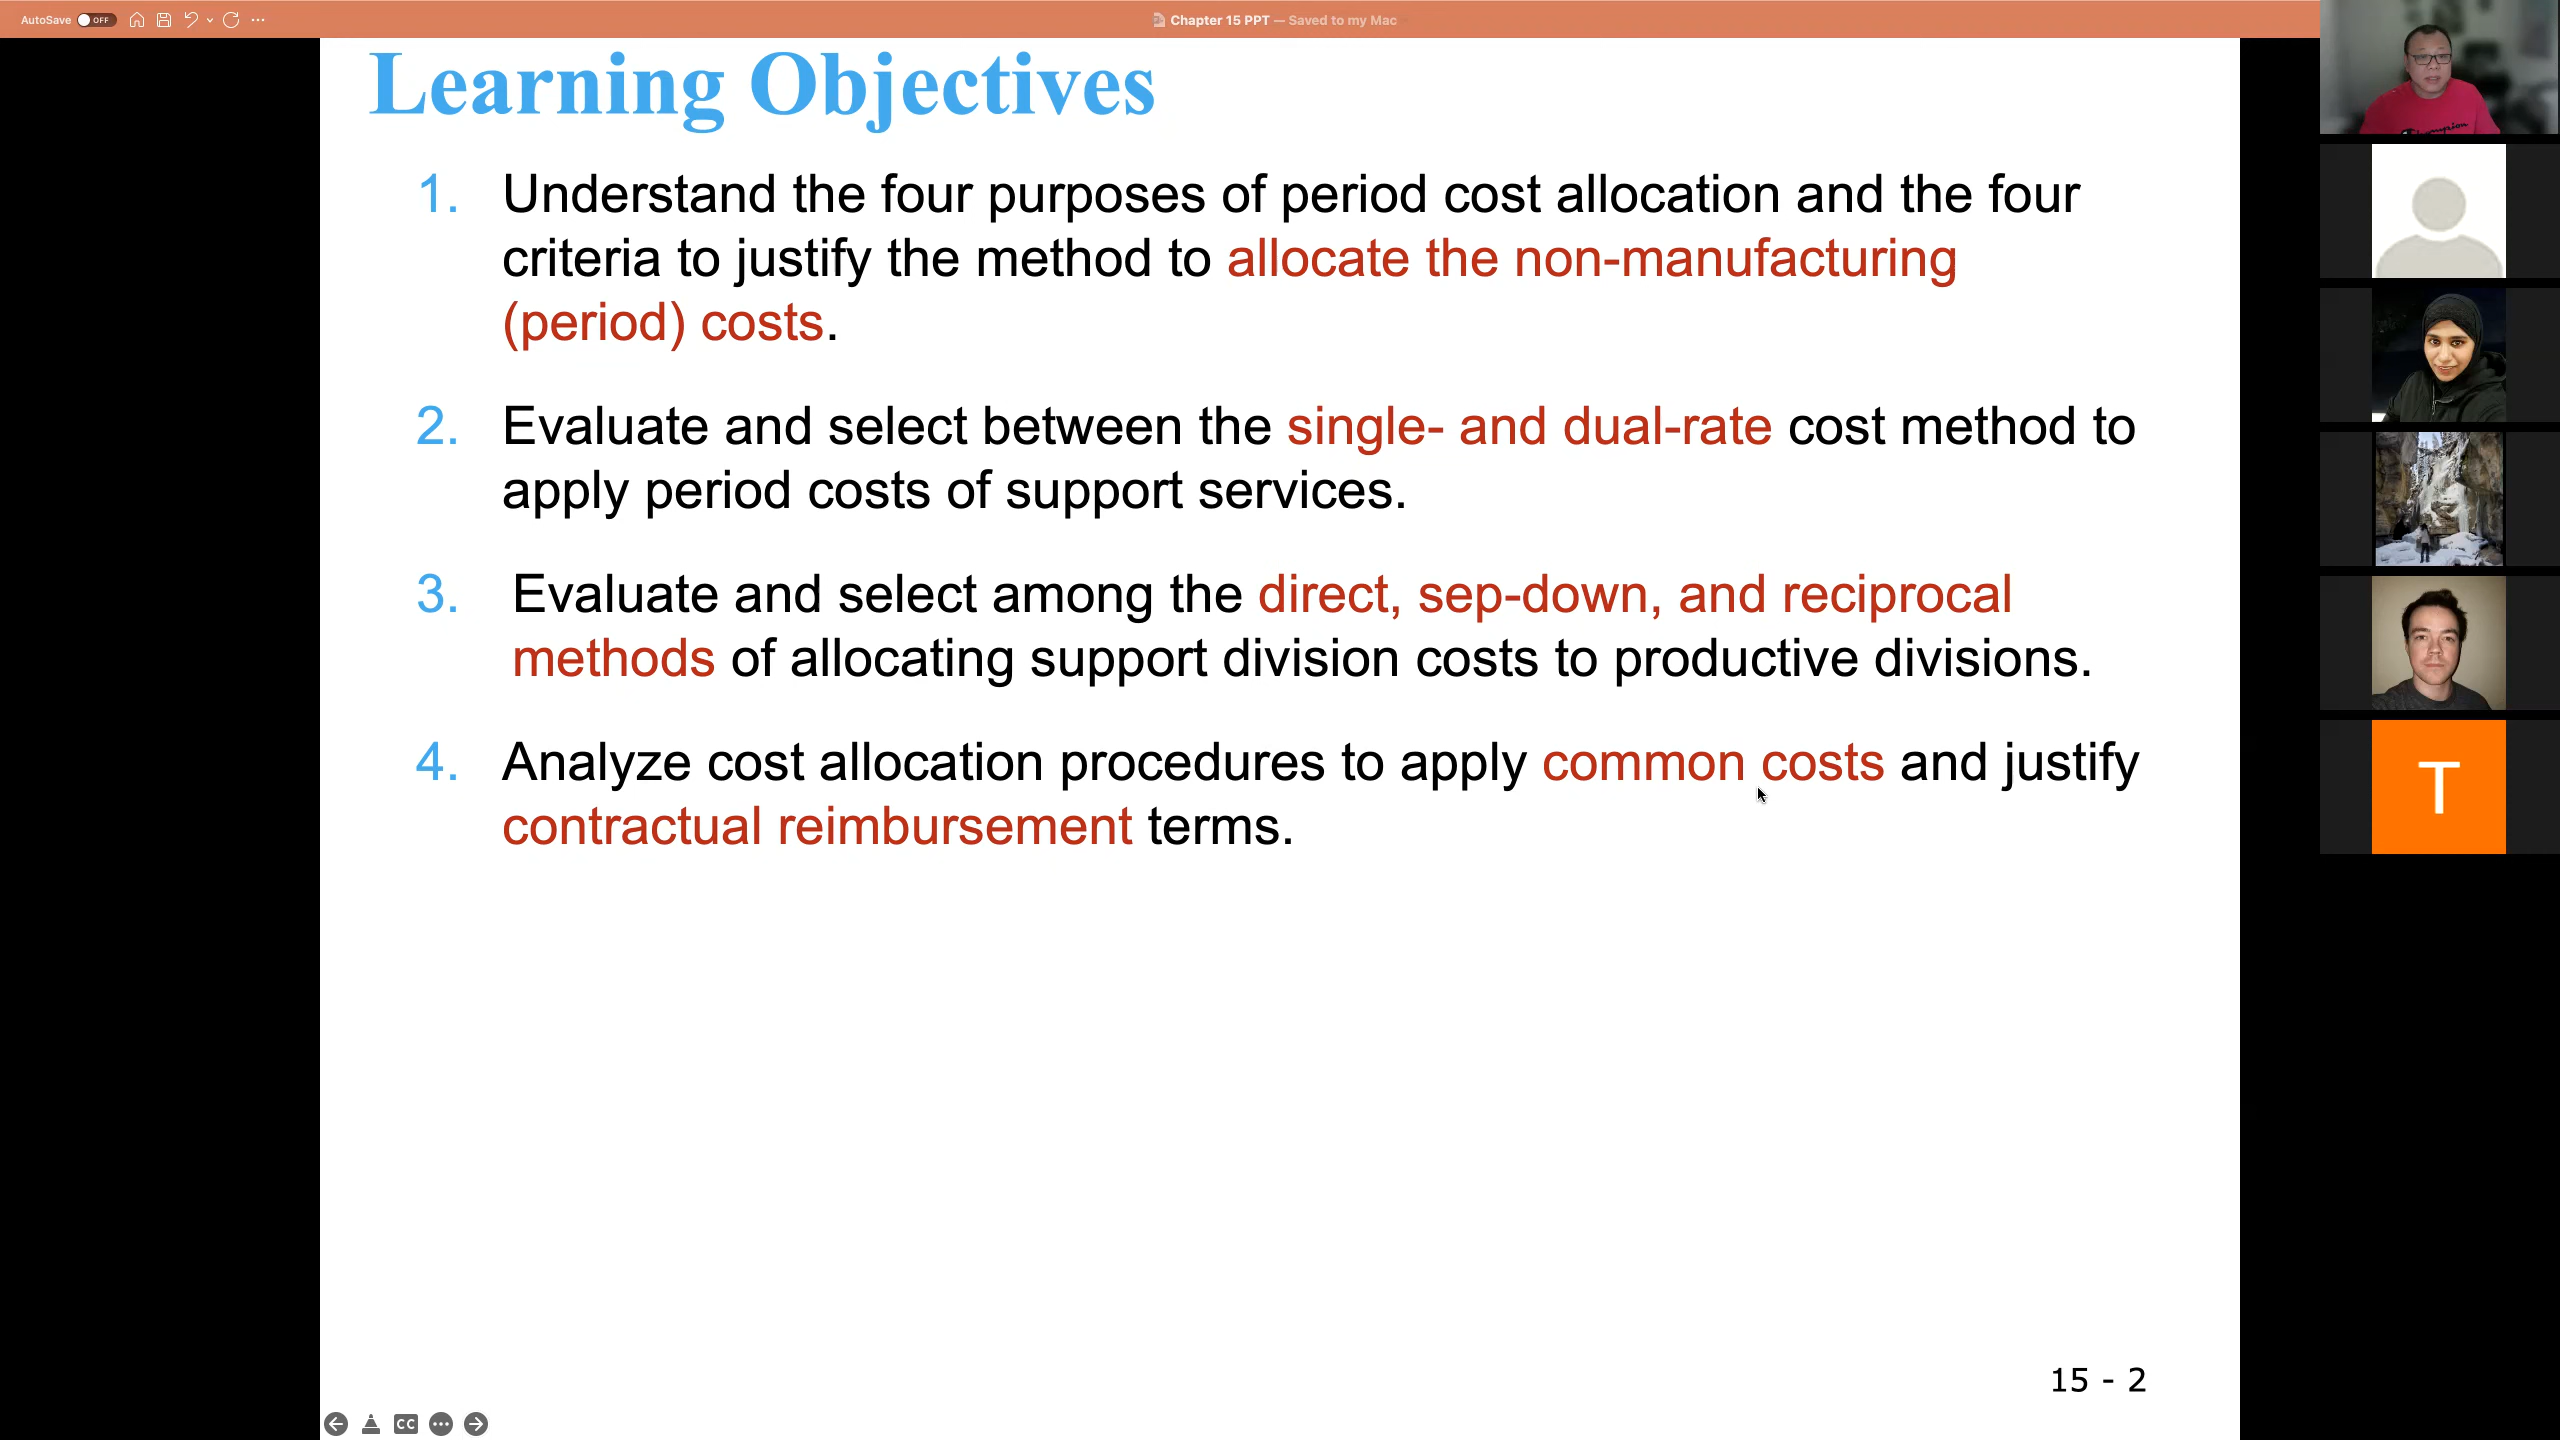 AutoSave OFF
Chapter 15 PPT — Saved to my Mac
Learning Objectives
1. Understand the four purposes of period cost allocation and the four
criteria to justify the method to allocate the non-manufacturing
(period) costs.
2. Evaluate and select between the single- and dual-rate cost method to
apply period costs of support services.
3. Evaluate and select among the direct, sep-down, and reciprocal
methods of allocating support division costs to productive divisions.
4. Analyze cost allocation procedures to apply common costs and justify
contractual reimbursement terms.
Champion
T
15 - 2
CC